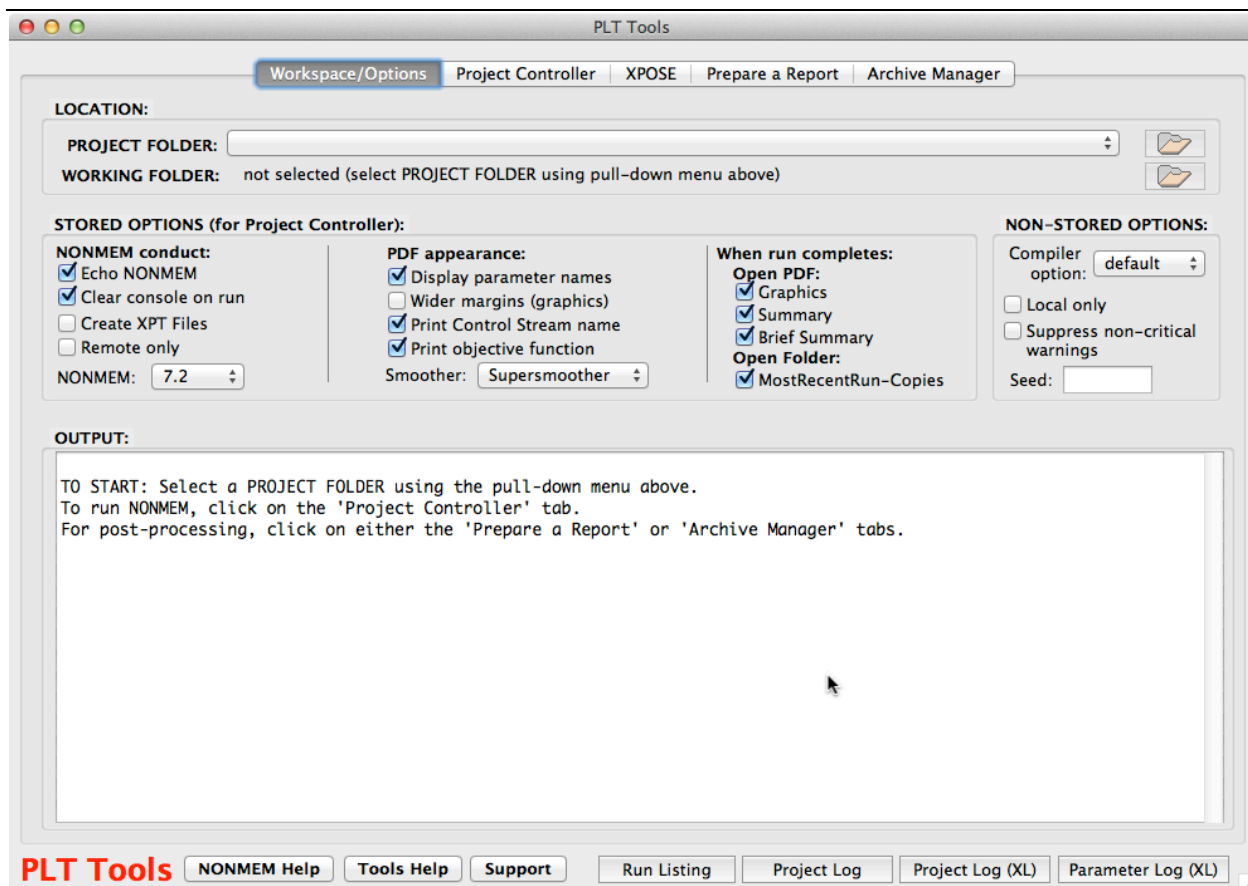 PLT Tools
Workspace/Options Project Controller XPOSE Prepare a Report Archive Manager
LOCATION:
PROJECT FOLDER:
WORKING FOLDER: not selected (select PROJECT FOLDER using pull-down menu above)
STORED OPTIONS (for Project Controller):
NONMEM conduct:
Echo NONMEM
Clear console on run
Create XPT Files
Remote only
NONMEM: 7.2
PDF appearance:
Display parameter names
Wider margins (graphics)
Print Control Stream name
Print objective function
Smoother: Supersmoother
When run completes:
Open PDF:
Graphics
Summary
Brief Summary
Open Folder:
MostRecentRun-Copies
NON-STORED OPTIONS:
Compiler
option: default
Local only
Suppress non-critical
warnings
Seed:
OUTPUT:
TO START: Select a PROJECT FOLDER using the pull-down menu above.
To run NONMEM, click on the 'Project Controller' tab.
For post-processing, click on either the 'Prepare a Report' or 'Archive Manager' tabs.
PLT Tools NONMEM Help Tools Help Support Run Listing Project Log Project Log (XL) Parameter Log (XL)